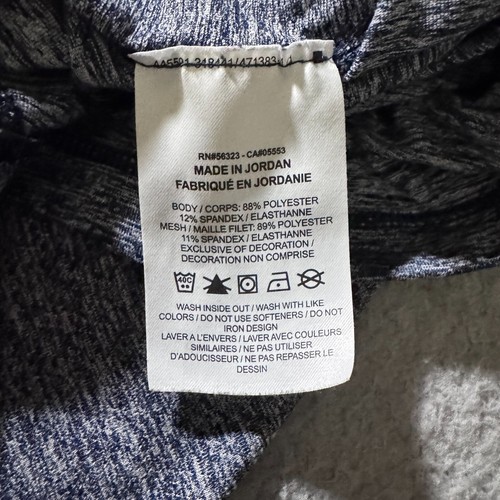 RN#56323 - CA#05553
MADE IN JORDAN
FABRIQUÉ EN JORDANIE
BODY / CORPS: 88% POLYESTER
12% SPANDEX / ELASTHANNE
MESH / MAILLE FILET: 89% POLYESTER
11% SPANDEX / ELASTHANNE
EXCLUSIVE OF DECORATION /
DECORATION NON COMPRISE
40C
WASH INSIDE OUT / WASH WITH LIKE
COLORS / DO NOT USE SOFTENERS / DO NOT
IRON DESIGN
LAVER A L'ENVERS / LAVER AVEC COULEURS
SIMILAIRES / NE PAS UTILISER
D'ADOUCISSEUR / NE PAS REPASSER LE
DESSIN